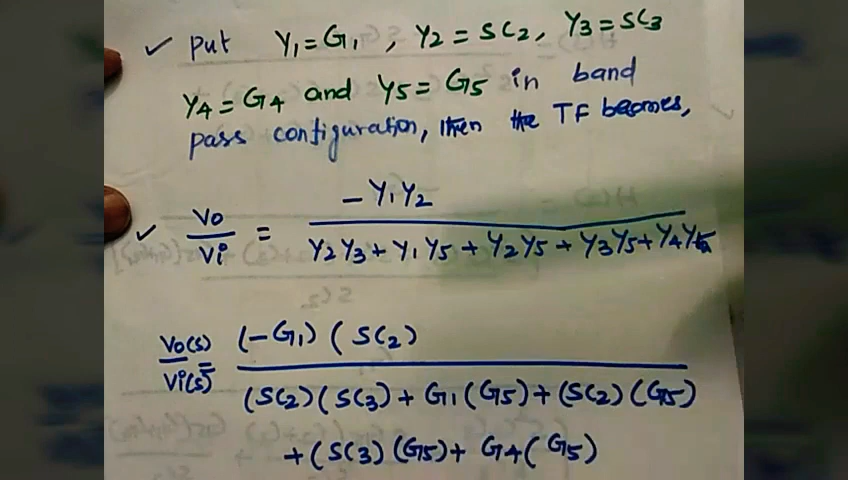 ✓ put Y1 = G1 , Y2 = SC2, Y3 = SC3
Y4 = G4 and Y5 = G5 in band
pass configuration, then the TF becomes,
✓ Vo/Vi = -Y1Y2 / Y2Y3 + Y1Y5 + Y2Y5 + Y3Y5 + Y4Y5
Vo(s)/Vi(s) = (-G1) (SC2) / (SC2)(SC3) + G1(G5) + (SC2)(G5)
+ (SC3)(G5) + G4(G5)